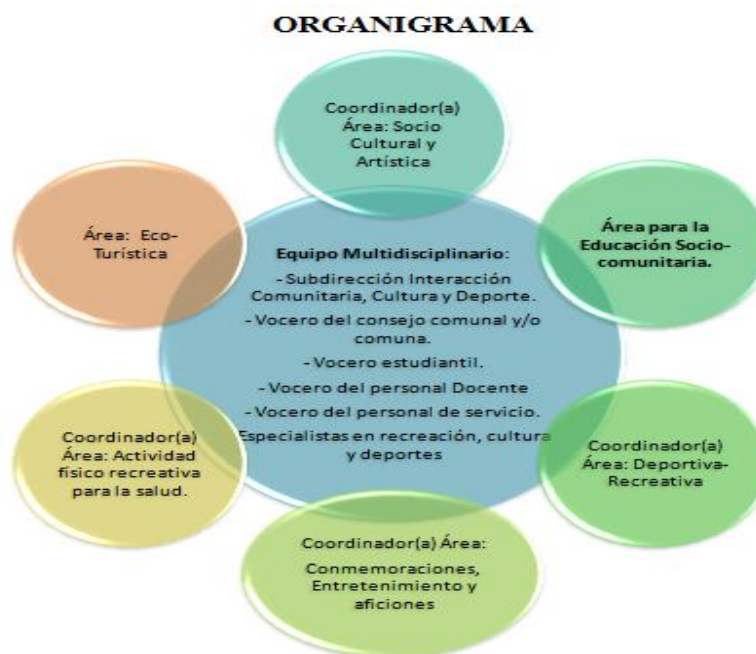 ORGANIGRAMA
Coordinador(a)
Área: Socio
Cultural y
Artística
Área para la
Educación Socio-
comunitaria.
Coordinador(a)
Área: Deportiva-
Recreativa
Coordinador(a) Área:
Conmemoraciones,
Entretenimiento y
aficiones
Coordinador(a)
Área: Actividad
físico recreativa
para la salud.
Área: Eco-
Turística
Equipo Multidisciplinario:
- Subdirección Interacción
Comunitaria, Cultura y Deporte.
- Vocero del consejo comunal y/o
comuna.
- Vocero estudiantil.
- Vocero del personal Docente
- Vocero del personal de servicio.
Especialistas en recreación, cultura
y deportes